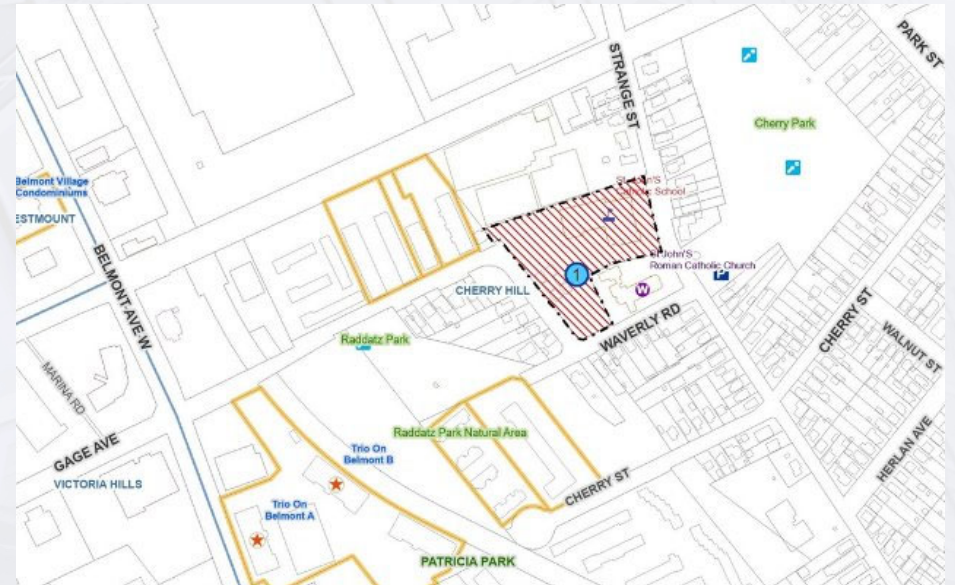 PARK ST
STRANGE ST
Cherry Park
Belmont Village
Condominiums
ESTMOUNT
St John'S
Catholic School
BELMONT AVE W
St John'S
Roman Catholic Church
P
1
CHERRY HILL
W
WAVERLY RD
CHERRY ST
Raddatz Park
WALNUT ST
MARINA RD
Raddatz Park Natural Area
HERLAN AVE
GAGE AVE
Trio On
Belmont B
VICTORIA HILLS
CHERRY ST
Trio On
Belmont A
PATRICIA PARK